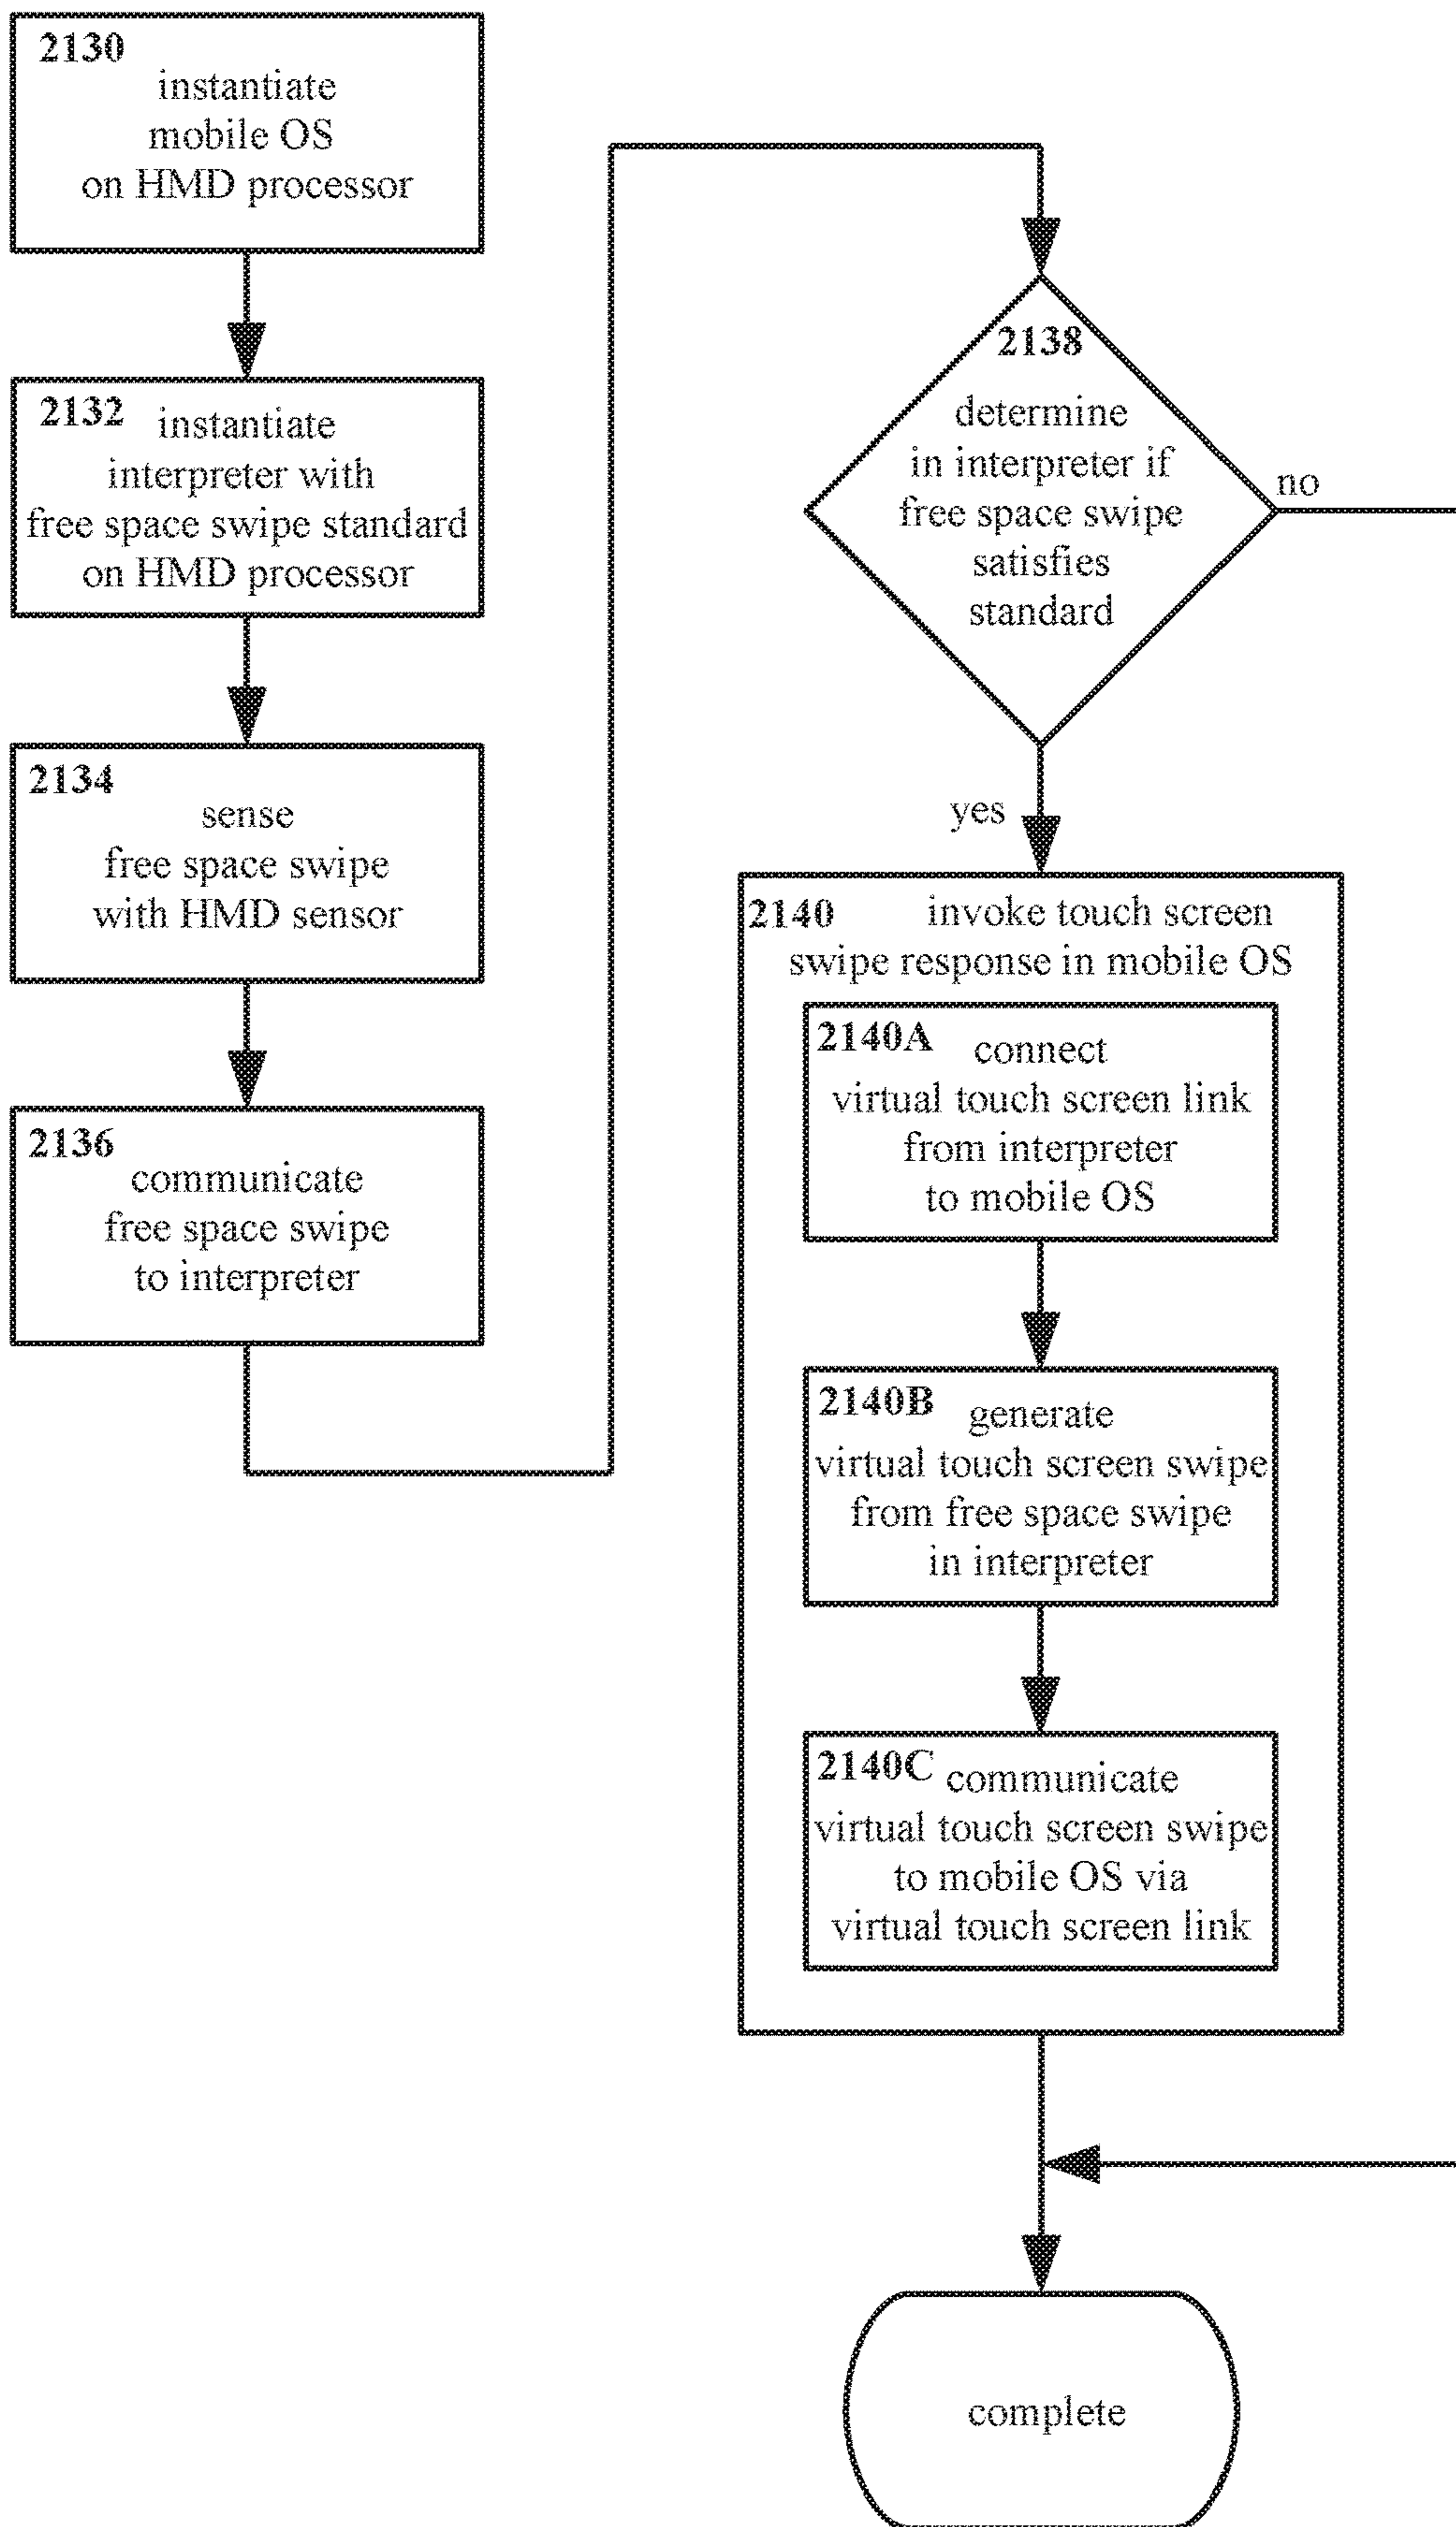 2130
instantiate
mobile OS
on HMD processor
2132 instantiate
interpreter with
free space swipe standard
on HMD processor
2134
sense
free space swipe
with HMD sensor
2136
communicate
free space swipe
to interpreter
2138
determine
in interpreter if
free space swipe
satisfies
standard
no
yes
2140 invoke touch screen
swipe response in mobile OS
2140A connect
virtual touch screen link
from interpreter
to mobile OS
2140B generate
virtual touch screen swipe
from free space swipe
in interpreter
2140C communicate
virtual touch screen swipe
to mobile OS via
virtual touch screen link
complete